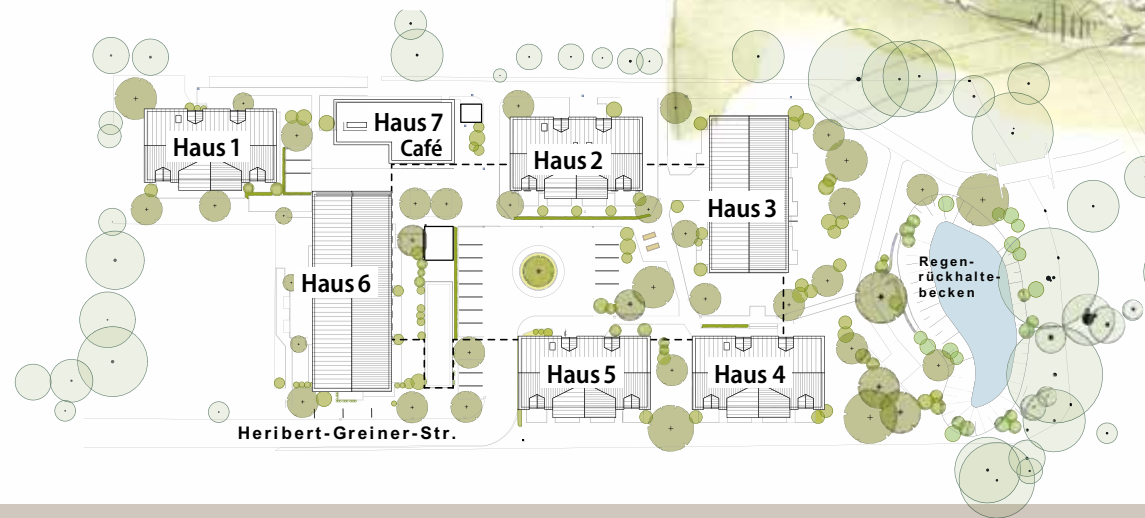 Haus 1
Haus 7
Café
Haus 2
Haus 3
Haus 6
Regen-
rückhalte-
becken
Haus 5
Haus 4
Heribert-Greiner-Str.